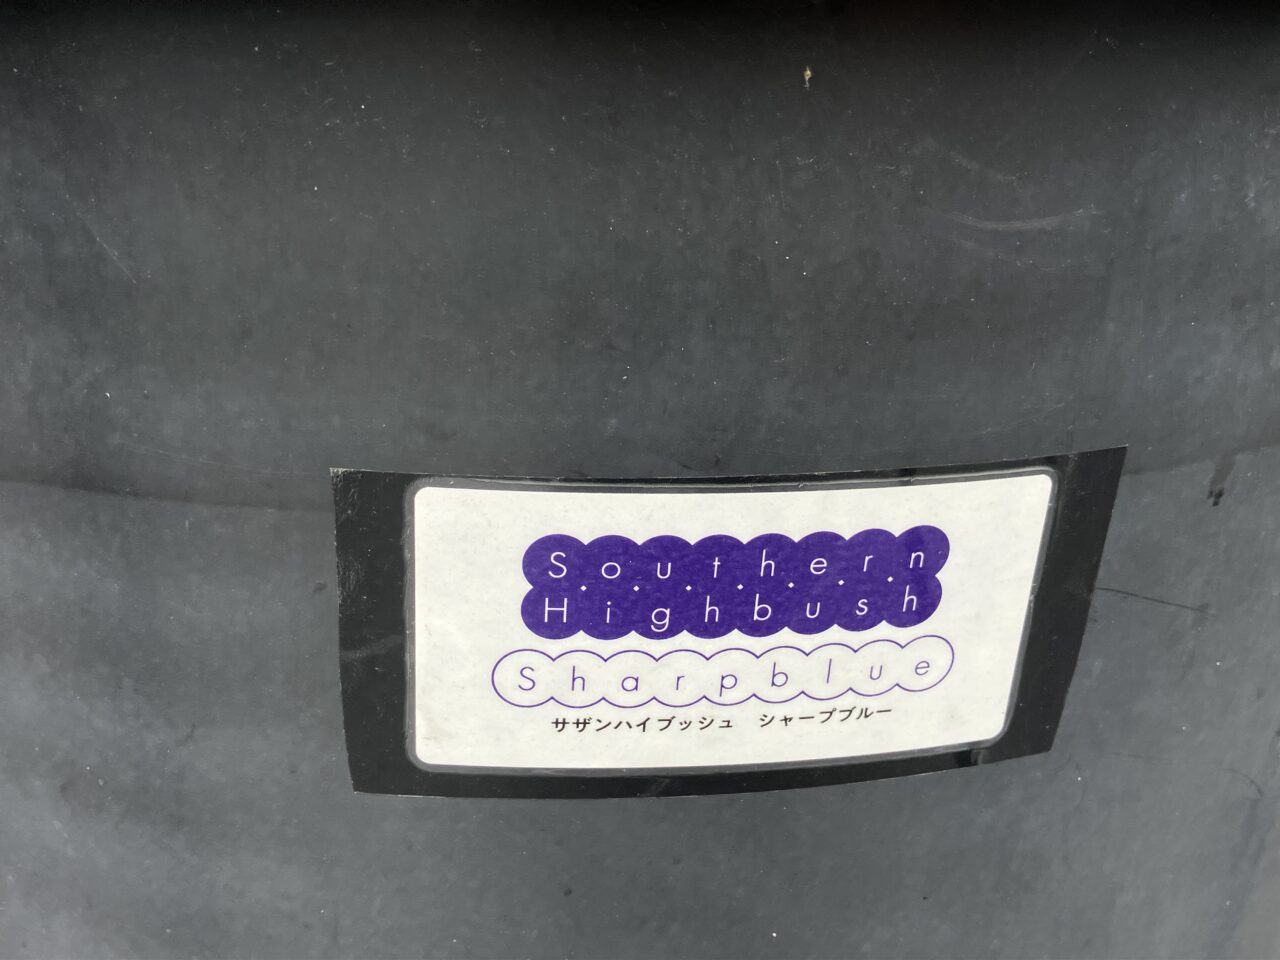 Southern
Highbush
Sharpblue
サザンハイブッシュ　シャープブルー